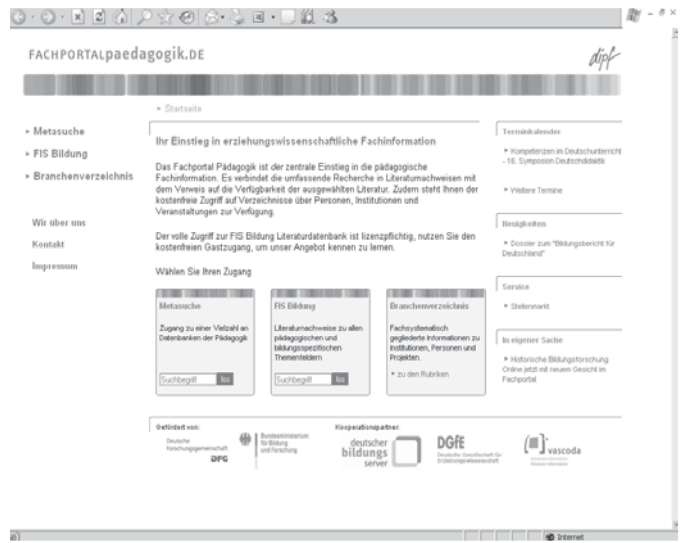 FACHPORTALpaedagogik.DE
dipf
Startseite
Metasuche
FIS Bildung
Branchenverzeichnis
Wir über uns
Kontakt
Impressum
Ihr Einstieg in erziehungswissenschaftliche Fachinformation
Das Fachportal Pädagogik ist der zentrale Einstieg in die pädagogische
Fachinformation. Es verbindet die umfassende Recherche in Literaturnachweisen mit
dem Verweis auf die Verfügbarkeit der ausgewählten Literatur. Zudem steht Ihnen der
kostenfreie Zugriff auf Verzeichnisse über Personen, Institutionen und
Veranstaltungen zur Verfügung.
Der volle Zugriff zur FIS Bildung Literaturdatenbank ist lizenzpflichtig, nutzen Sie den
kostenfreien Gastzugang, um unser Angebot kennen zu lernen.
Wählen Sie Ihren Zugang
Metasuche
Zugang zu einer Vielzahl an
Datenbanken der Pädagogik
Suchbegriff los
FIS Bildung
Literaturnachweise zu allen
pädagogischen und
bildungsspezifischen
Themenfeldern
Suchbegriff los
Branchenverzeichnis
Fachsystematisch
gegliederte Informationen zu
Institutionen, Personen und
Projekten.
zu den Rubriken
Terminkalender
Kompetenzen im Deutschunterricht
- 16. Symposion Deutschdidaktik
Weitere Termine
Neuigkeiten
Dossier zum "Bildungsbericht für
Deutschland"
Service
Stellenmarkt
In eigener Sache
Historische Bildungsforschung
Online jetzt mit neuem Gesicht im
Fachportal
Gefördert von:
Deutsche
Forschungsgemeinschaft
DFG
Bundesministerium
für Bildung
und Forschung
Kooperationspartner:
deutscher
bildungs
server
DGfE
Deutsche Gesellschaft für
Erziehungswissenschaft
vascoda
Internet